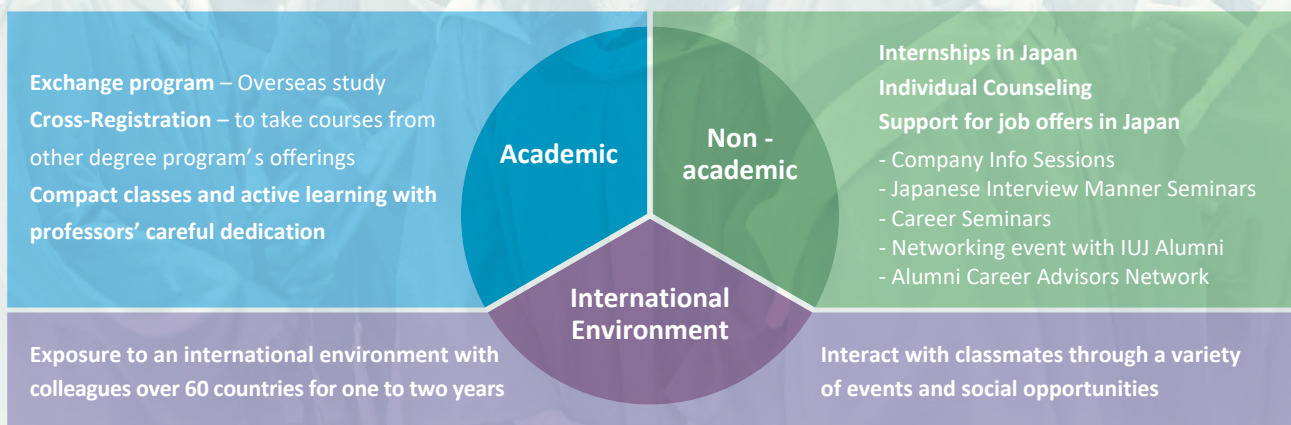 Exchange program – Overseas study
Cross-Registration – to take courses from
other degree program’s offerings
Compact classes and active learning with
professors’ careful dedication
Academic
Non -
academic
Internships in Japan
Individual Counseling
Support for job offers in Japan
- Company Info Sessions
- Japanese Interview Manner Seminars
- Career Seminars
- Networking event with IUJ Alumni
- Alumni Career Advisors Network
International
Environment
Exposure to an international environment with
colleagues over 60 countries for one to two years
Interact with classmates through a variety
of events and social opportunities